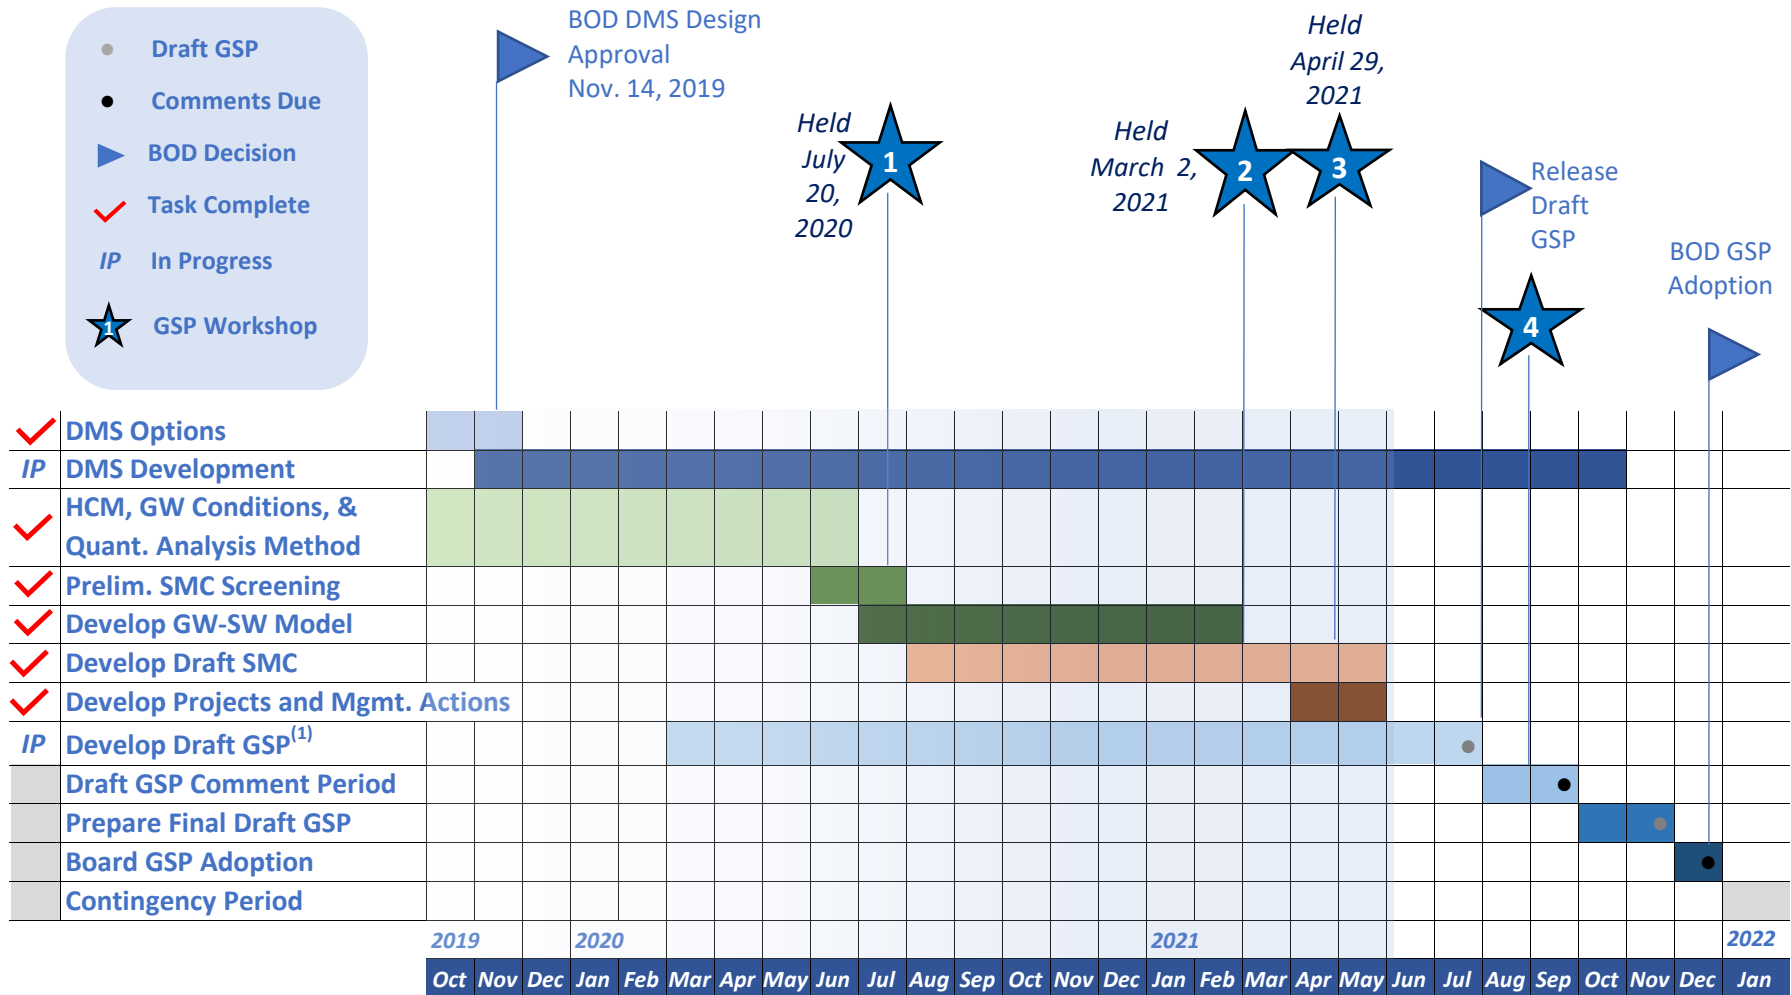 Draft GSP
Comments Due
BOD Decision
Task Complete
IP In Progress
1 GSP Workshop
BOD DMS Design
Approval
Nov. 14, 2019
Held
July
20,
2020
1
Held
March 2,
2021
2
Held
April 29,
2021
3
Release
Draft
GSP
4
BOD GSP
Adoption
DMS Options
IP DMS Development
HCM, GW Conditions, &
Quant. Analysis Method
Prelim. SMC Screening
Develop GW-SW Model
Develop Draft SMC
Develop Projects and Mgmt. Actions
IP Develop Draft GSP(1)
Draft GSP Comment Period
Prepare Final Draft GSP
Board GSP Adoption
Contingency Period
2019 2020 2021 2022
Oct Nov Dec Jan Feb Mar Apr May Jun Jul Aug Sep Oct Nov Dec Jan Feb Mar Apr May Jun Jul Aug Sep Oct Nov Dec Jan